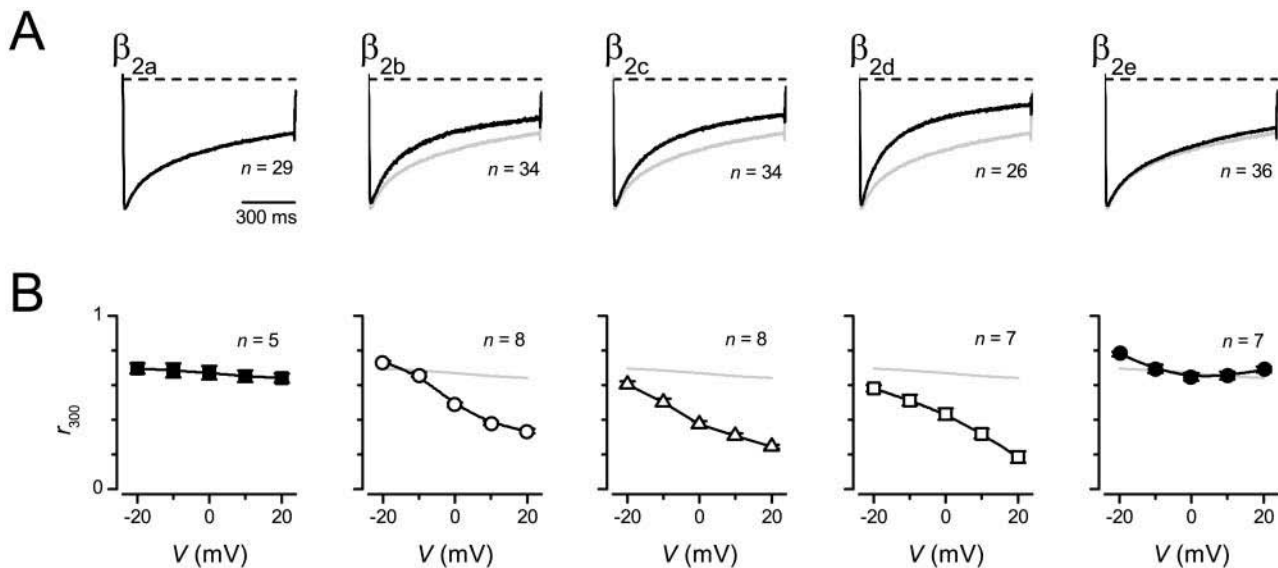 A
β2a β2b β2c β2d β2e
n = 29 n = 34 n = 34 n = 26 n = 36
300 ms
B
1 n = 5 n = 8 n = 8 n = 7 n = 7
r300
0
-20 0 20 -20 0 20 -20 0 20 -20 0 20 -20 0 20
V (mV) V (mV) V (mV) V (mV) V (mV)